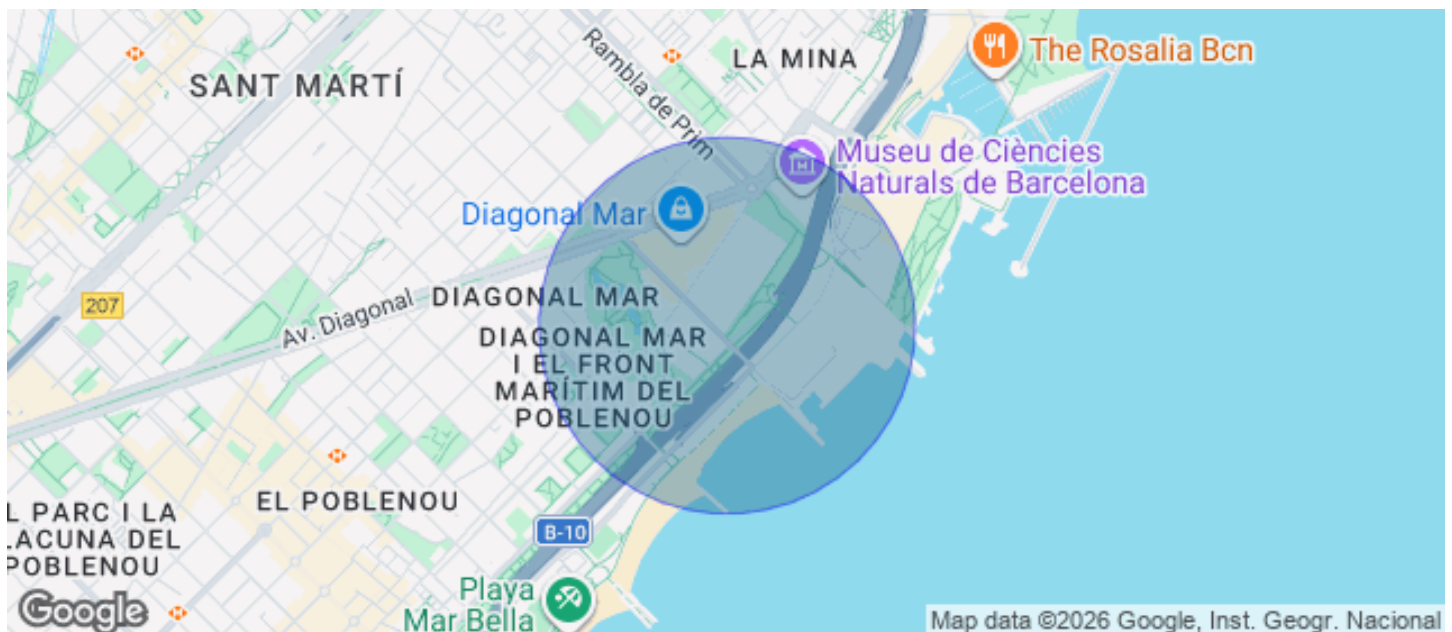 LA MINA
The Rosalia Bcn
SANT MARTÍ
Rambla de Prim
Museu de Ciències
Naturals de Barcelona
Diagonal Mar
207
Av. Diagonal
DIAGONAL MAR
DIAGONAL MAR
I EL FRONT
MARÍTIM DEL
POBLENOU
EL POBLENOU
L PARC I LA
LACUNA DEL
POBLENOU
B-10
Playa
Mar Bella
Google
Map data ©2026 Google, Inst. Geogr. Nacional